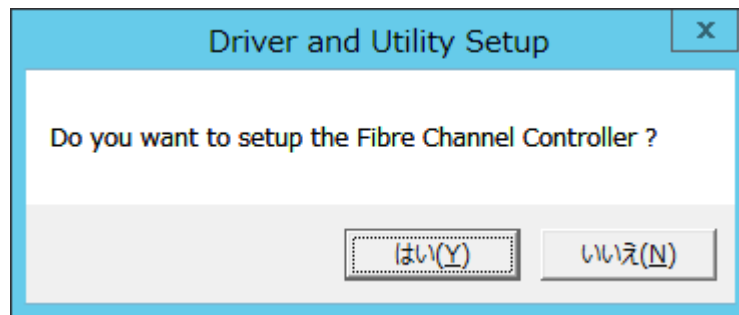 Driver and Utility Setup
x
Do you want to setup the Fibre Channel Controller ?
はい(Y) いいえ(N)